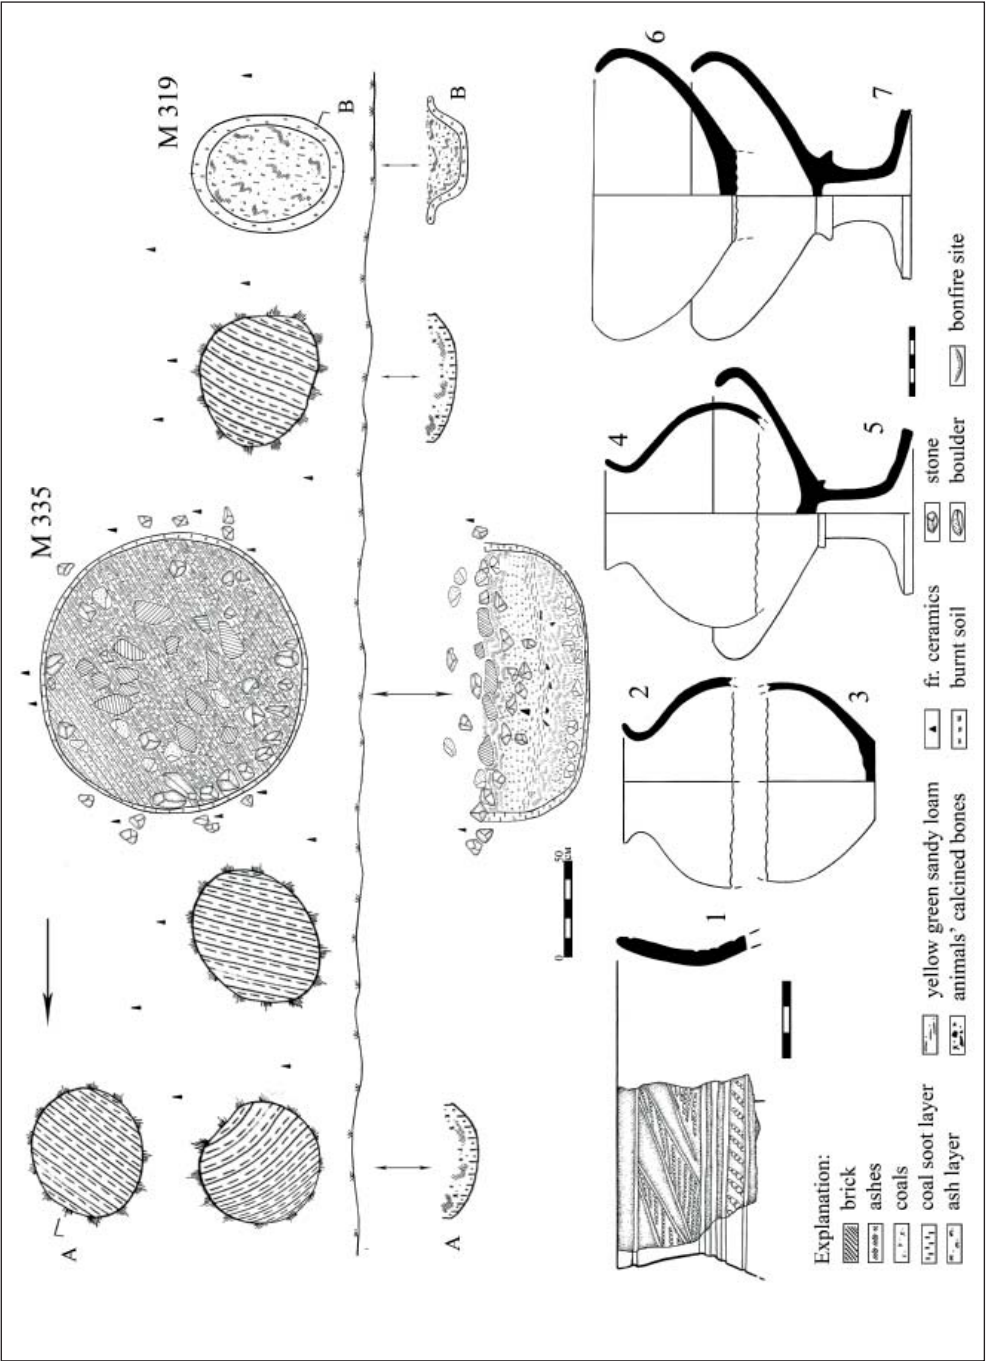 M 335
M 319
A
B
A
B
0
50
CM
1
2
3
4
5
6
7
Explanation:
brick
ashes
coals
coal soot layer
ash layer
yellow green sandy loam
animals' calcined bones
fr. ceramics
burnt soil
stone
boulder
bonfire site